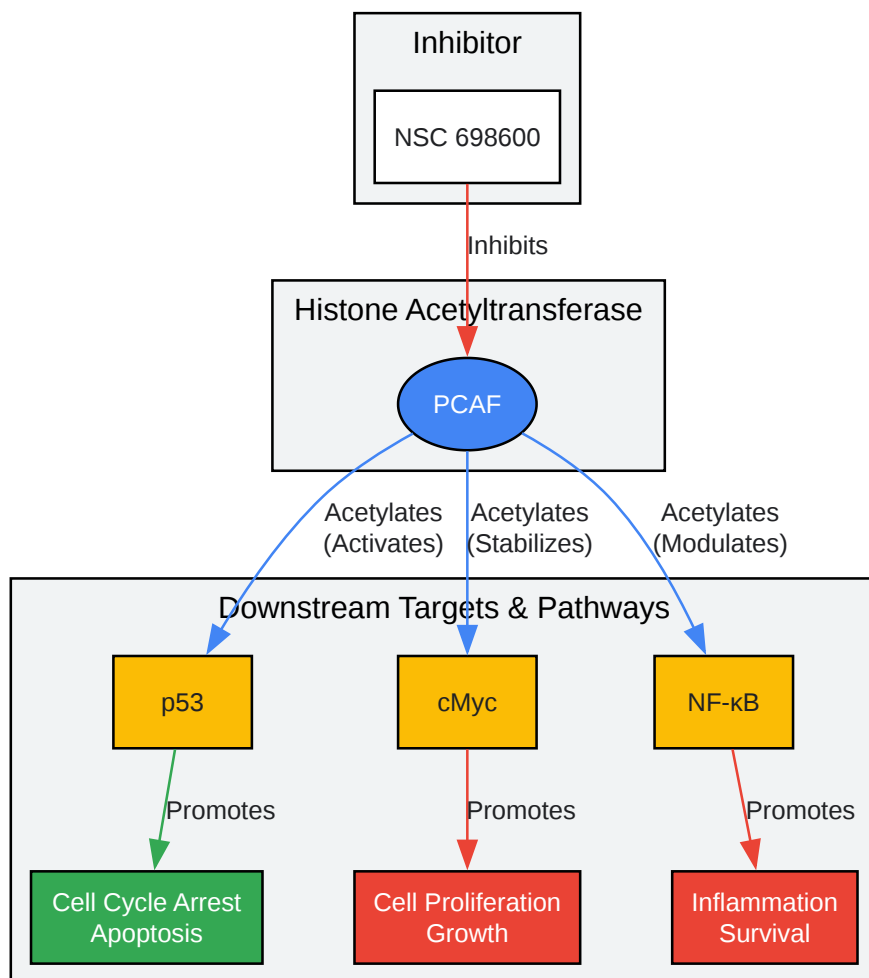 Inhibitor
NSC 698600
Inhibits
Histone Acetyltransferase
PCAF
Acetylates
(Activates)
Acetylates
(Stabilizes)
Acetylates
(Modulates)
Downstream Targets & Pathways
p53
cMyc
NF-κB
Promotes
Promotes
Promotes
Cell Cycle Arrest
Apoptosis
Cell Proliferation
Growth
Inflammation
Survival